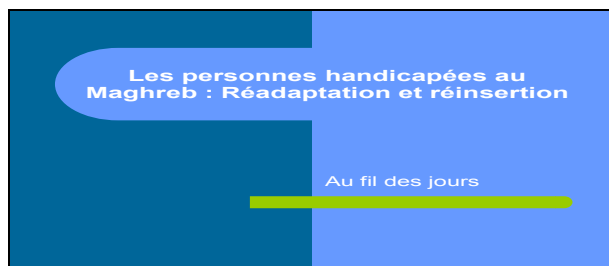 Les personnes handicapées au
Maghreb : Réadaptation et réinsertion
Au fil des jours